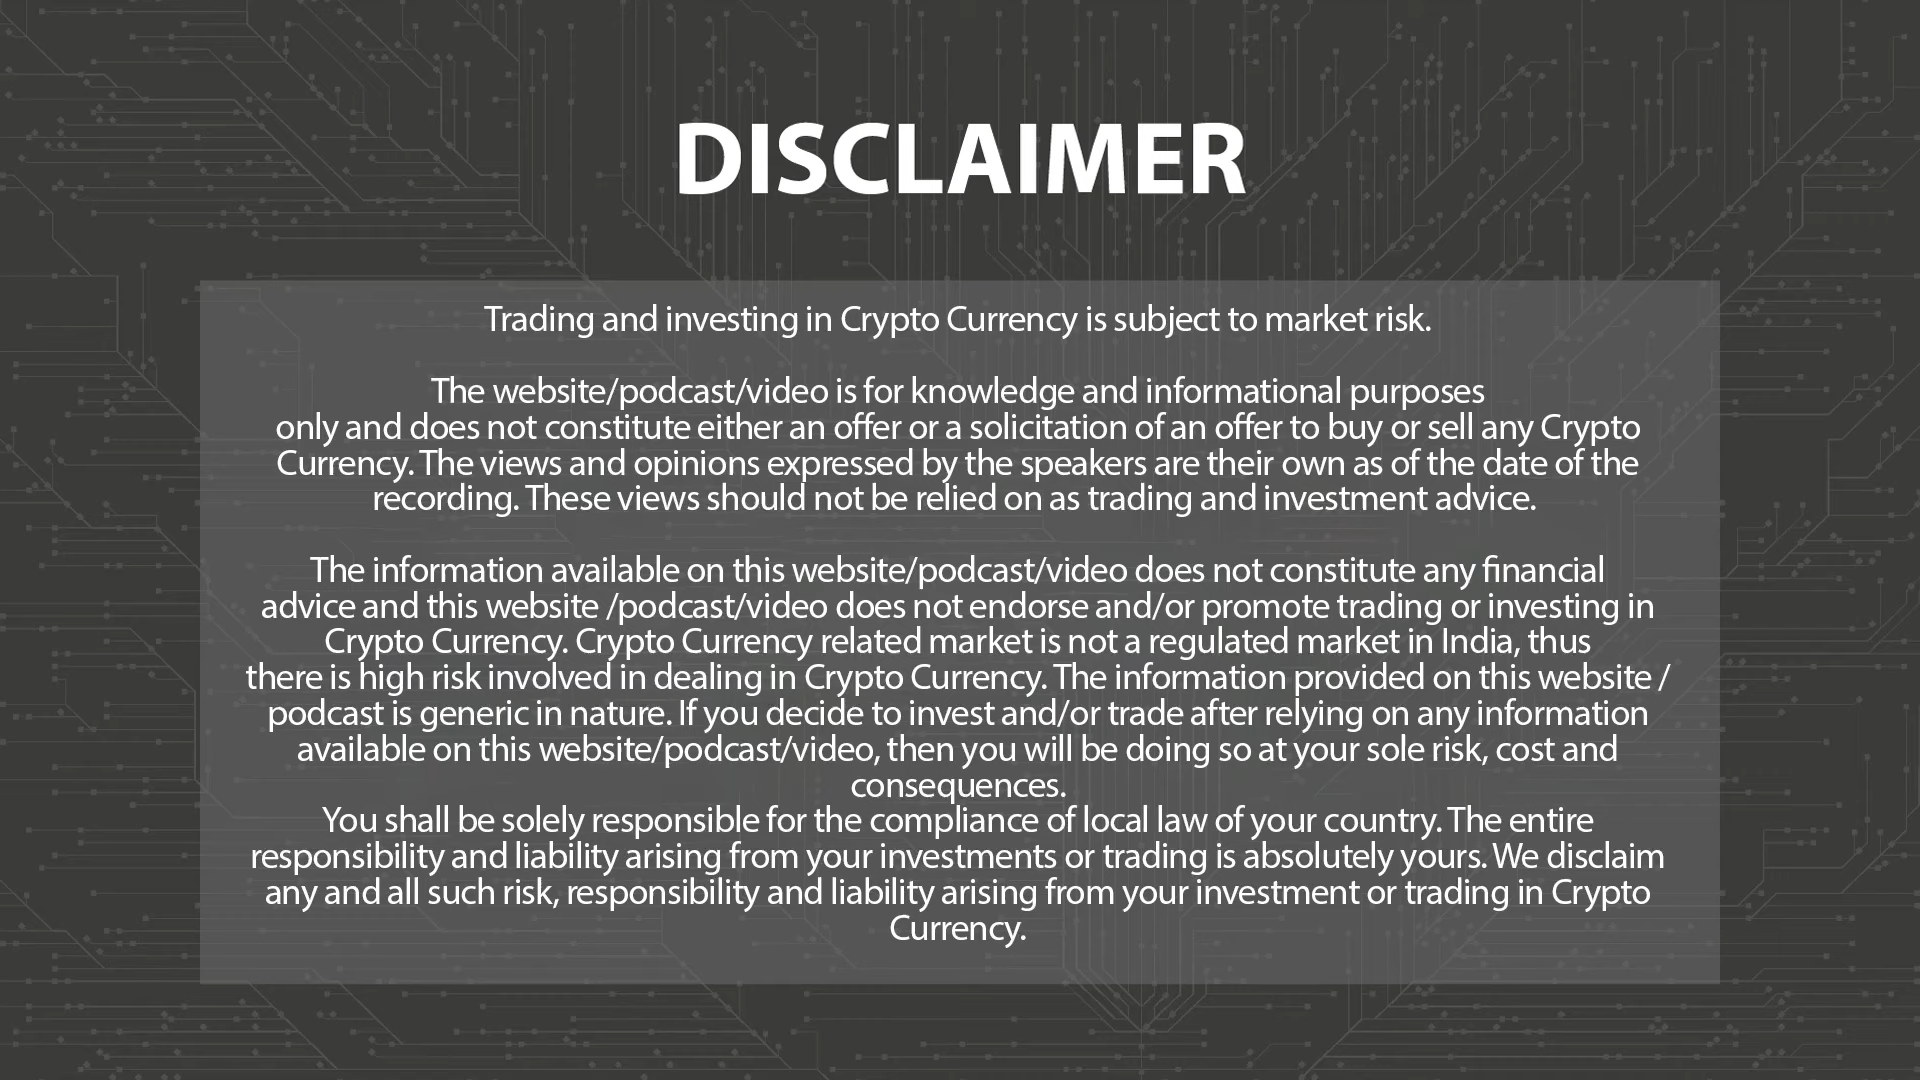 DISCLAIMER
Trading and investing in Crypto Currency is subject to market risk.
The website/podcast/video is for knowledge and informational purposes
only and does not constitute either an offer or a solicitation of an offer to buy or sell any Crypto
Currency. The views and opinions expressed by the speakers are their own as of the date of the
recording. These views should not be relied on as trading and investment advice.
The information available on this website/podcast/video does not constitute any financial
advice and this website /podcast/video does not endorse and/or promote trading or investing in
Crypto Currency. Crypto Currency related market is not a regulated market in India, thus
there is high risk involved in dealing in Crypto Currency. The information provided on this website /
podcast is generic in nature. If you decide to invest and/or trade after relying on any information
available on this website/podcast/video, then you will be doing so at your sole risk, cost and
consequences.
You shall be solely responsible for the compliance of local law of your country. The entire
responsibility and liability arising from your investments or trading is absolutely yours. We disclaim
any and all such risk, responsibility and liability arising from your investment or trading in Crypto
Currency.